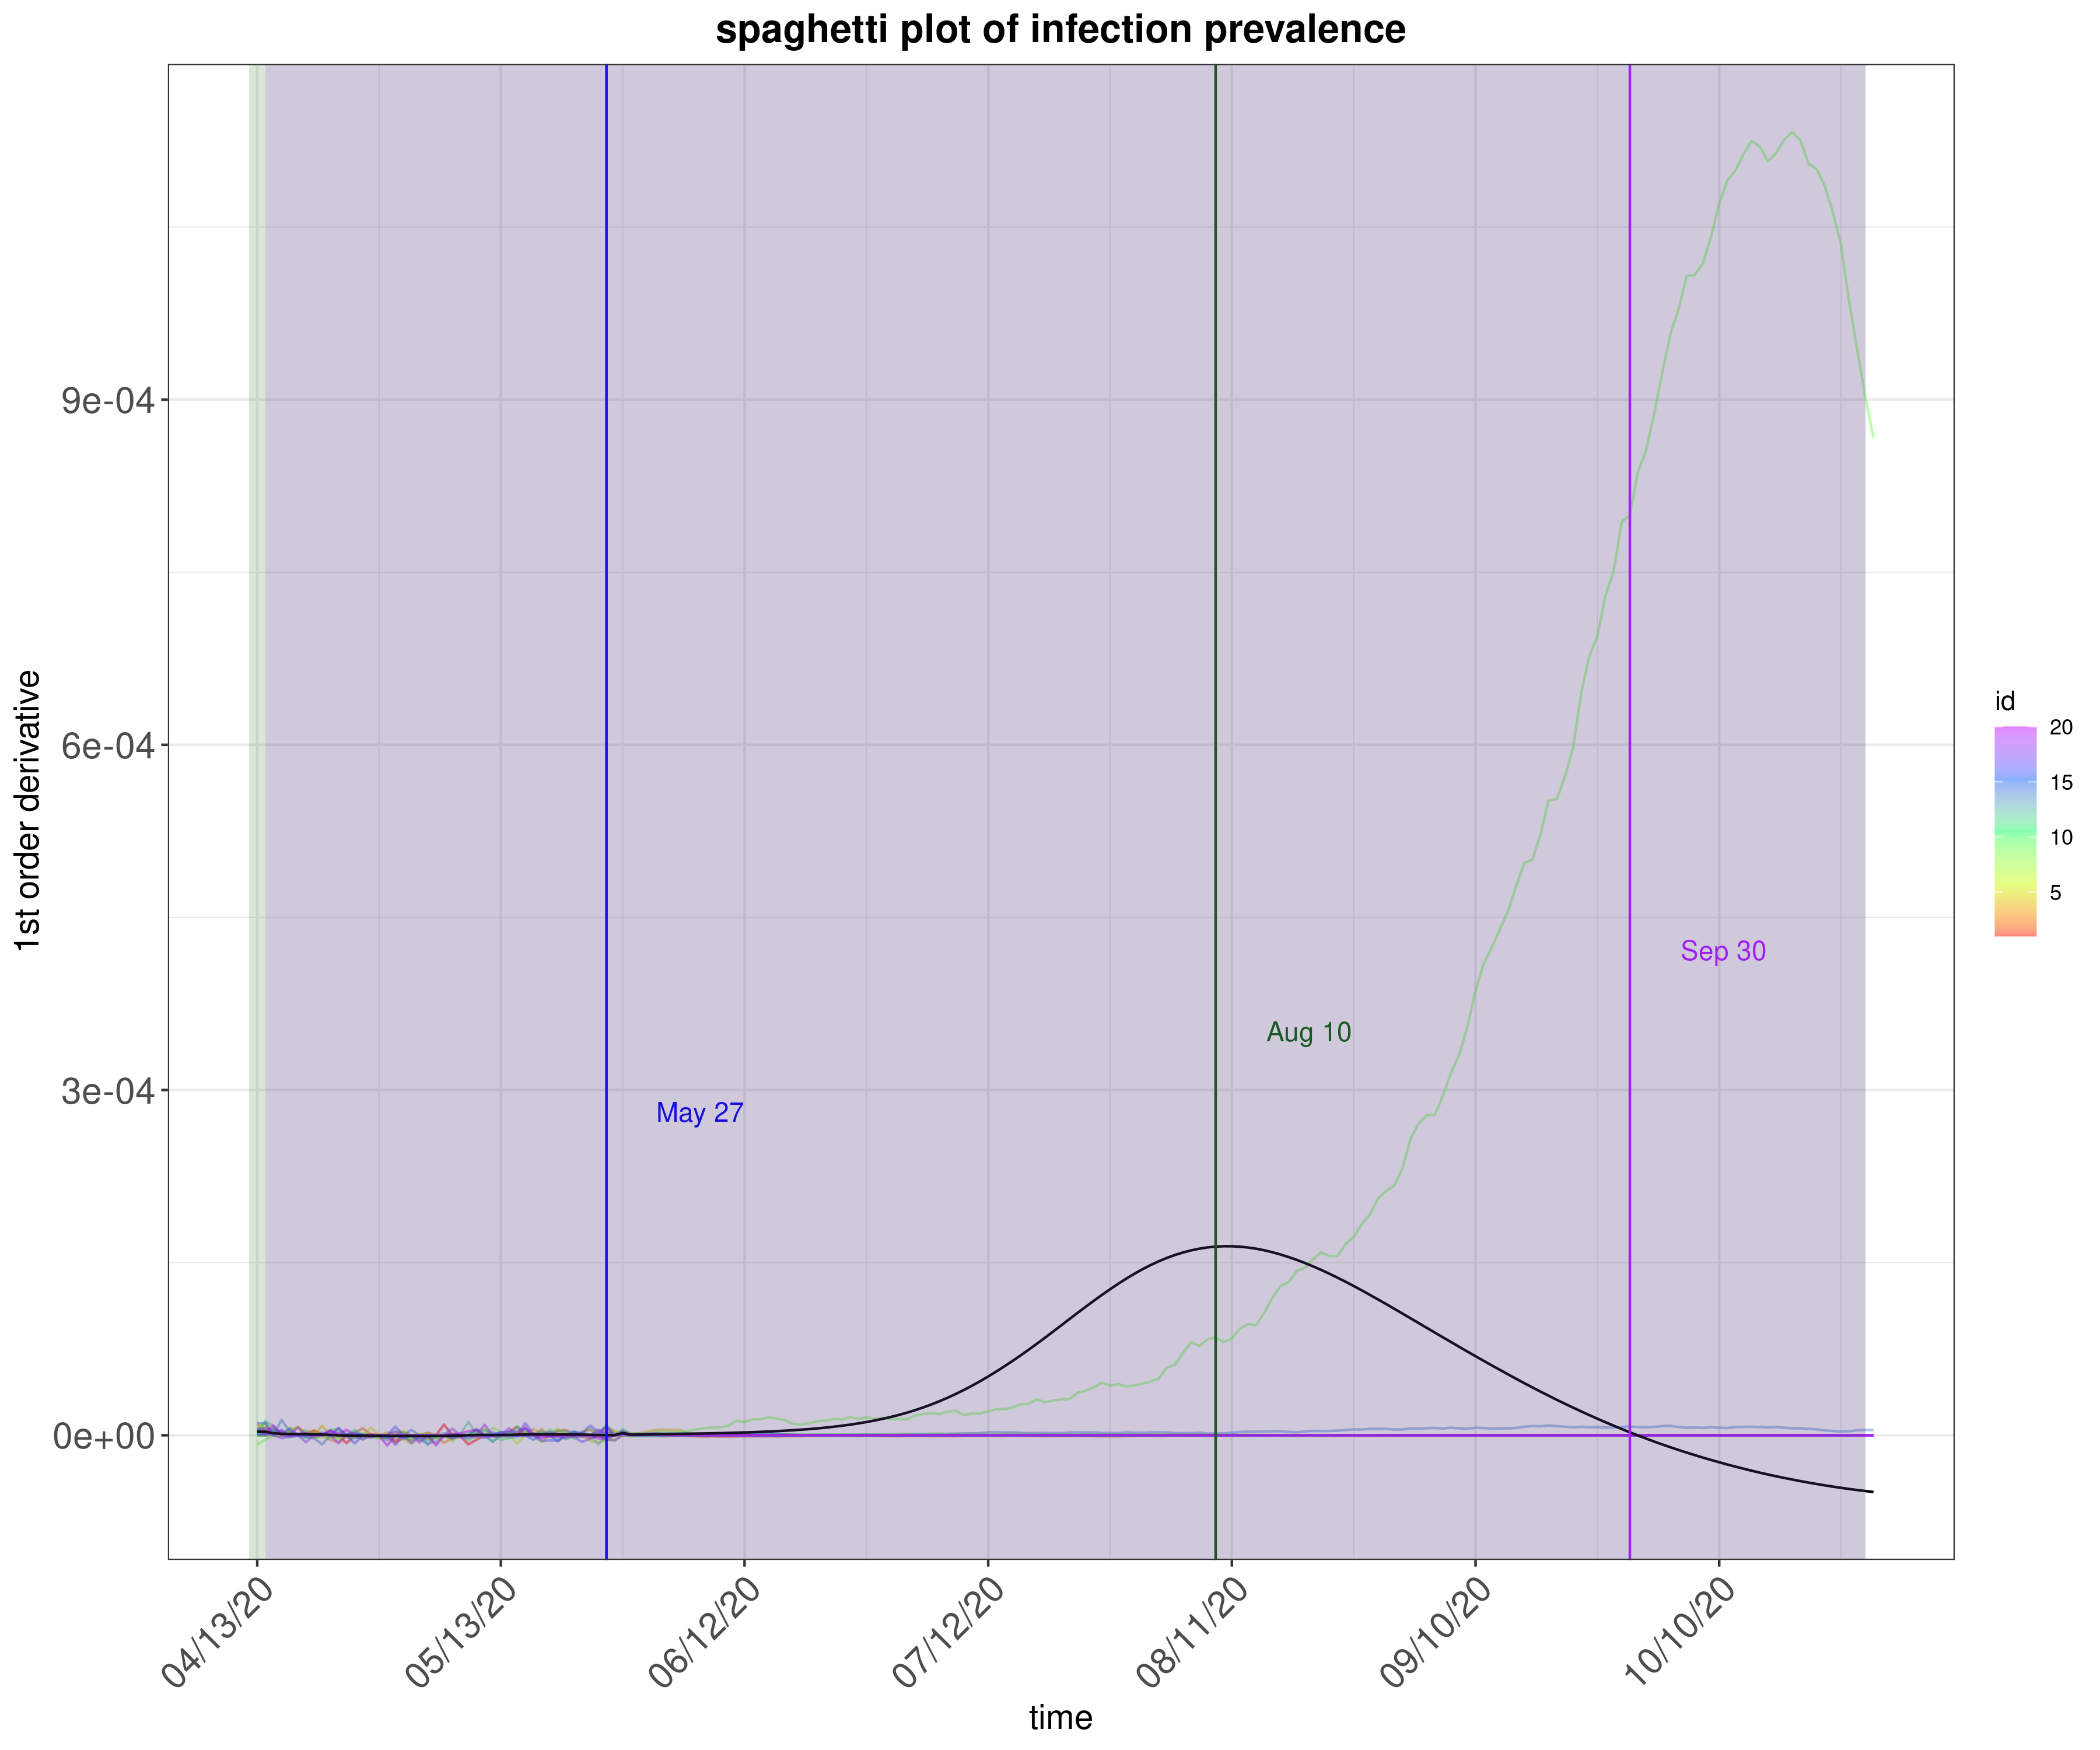 spaghetti plot of infection prevalence
1st order derivative
9e-04
6e-04
3e-04
0e+00
May 27
Aug 10
Sep 30
04/13/20
05/13/20
06/12/20
07/12/20
08/11/20
09/10/20
10/10/20
time
id
20
15
10
5